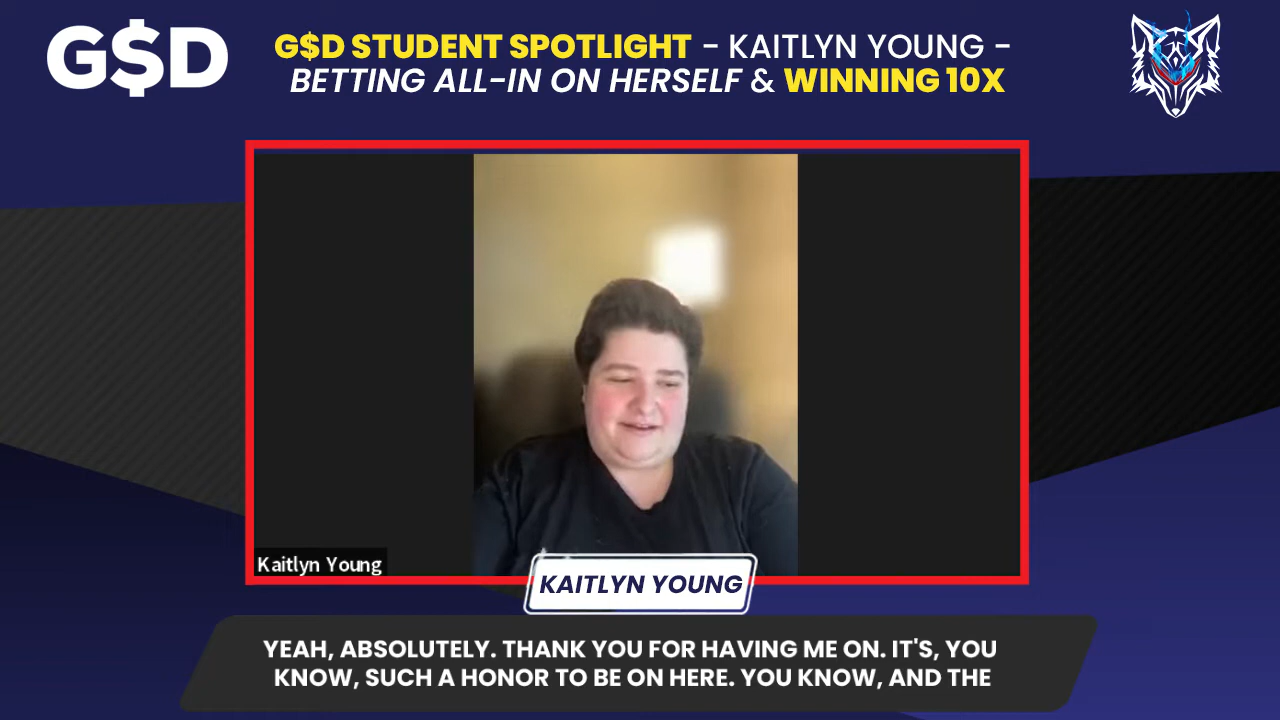 G$D
G$D STUDENT SPOTLIGHT - KAITLYN YOUNG -
BETTING ALL-IN ON HERSELF & WINNING 10X
Kaitlyn Young
KAITLYN YOUNG
YEAH, ABSOLUTELY. THANK YOU FOR HAVING ME ON. IT'S, YOU
KNOW, SUCH A HONOR TO BE ON HERE. YOU KNOW, AND THE